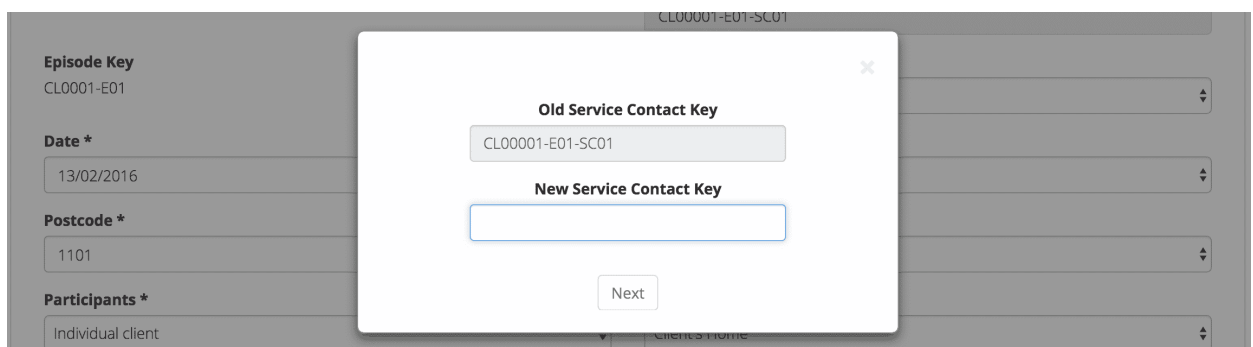 CL00001-E01-SC01
Episode Key
CL0001-E01
×
Old Service Contact Key
CL00001-E01-SC01
Date *
13/02/2016
New Service Contact Key
Postcode *
1101
Next
Participants *
Individual client
Client's Home